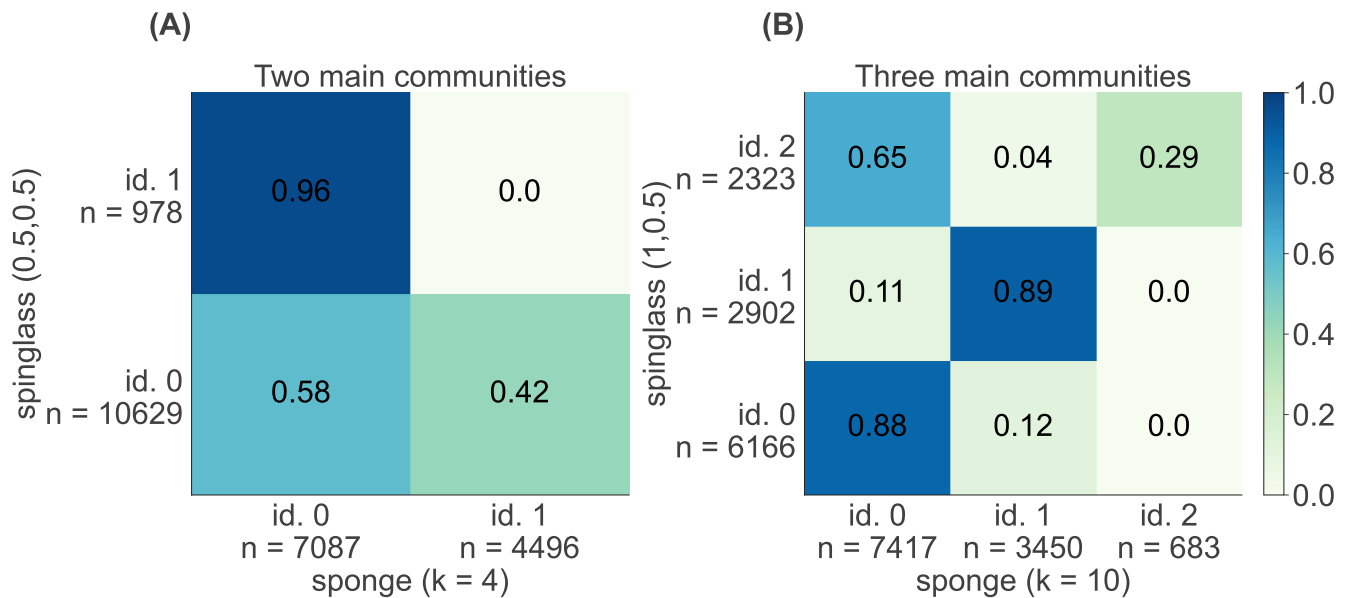 (A)
Two main communities
spinglass (0.5,0.5)
id. 1
n = 978
0.96
0.0
id. 0
n = 10629
0.58
0.42
id. 0
n = 7087
id. 1
n = 4496
sponge (k = 4)
(B)
Three main communities
spinglass (1,0.5)
id. 2
n = 2323
0.65
0.04
0.29
id. 1
n = 2902
0.11
0.89
0.0
id. 0
n = 6166
0.88
0.12
0.0
id. 0
n = 7417
id. 1
n = 3450
id. 2
n = 683
sponge (k = 10)
1.0
0.8
0.6
0.4
0.2
0.0